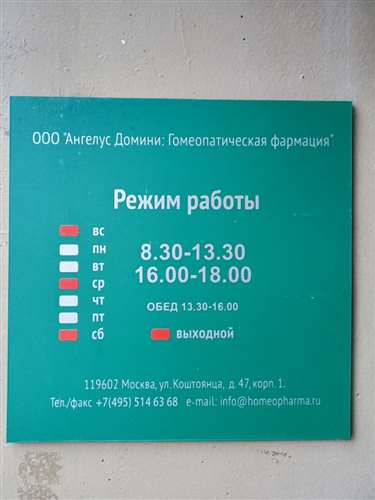 ООО "Ангелус Домини: Гомеопатическая фармация"
Режим работы
вс
пн
вт
ср
чт
пт
сб
8.30-13.30
16.00-18.00
ОБЕД 13.30-16.00
выходной
119602 Москва, ул. Коштоянца, д. 47, корп. 1.
Тел./факс +7(495) 514 63 68 e-mail: info@homeopharma.ru